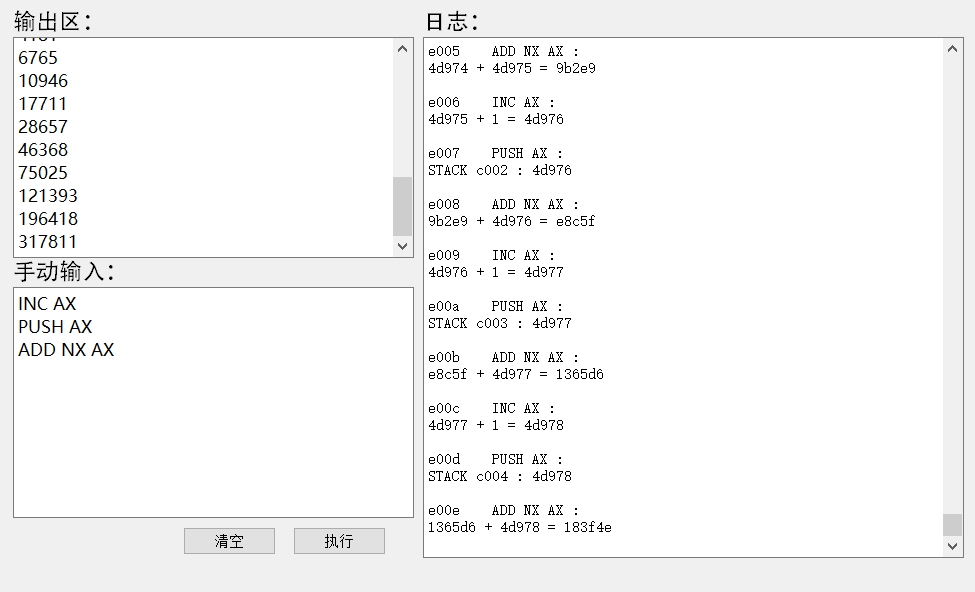 输出区:
6765
10946
17711
28657
46368
75025
121393
196418
317811
手动输入:
INC AX
PUSH AX
ADD NX AX
清空
执行
日志:
e005    ADD NX AX :
4d974 + 4d975 = 9b2e9
e006    INC AX :
4d975 + 1 = 4d976
e007    PUSH AX :
STACK c002 : 4d976
e008    ADD NX AX :
9b2e9 + 4d976 = e8c5f
e009    INC AX :
4d976 + 1 = 4d977
e00a    PUSH AX :
STACK c003 : 4d977
e00b    ADD NX AX :
e8c5f + 4d977 = 1365d6
e00c    INC AX :
4d977 + 1 = 4d978
e00d    PUSH AX :
STACK c004 : 4d978
e00e    ADD NX AX :
1365d6 + 4d978 = 183f4e